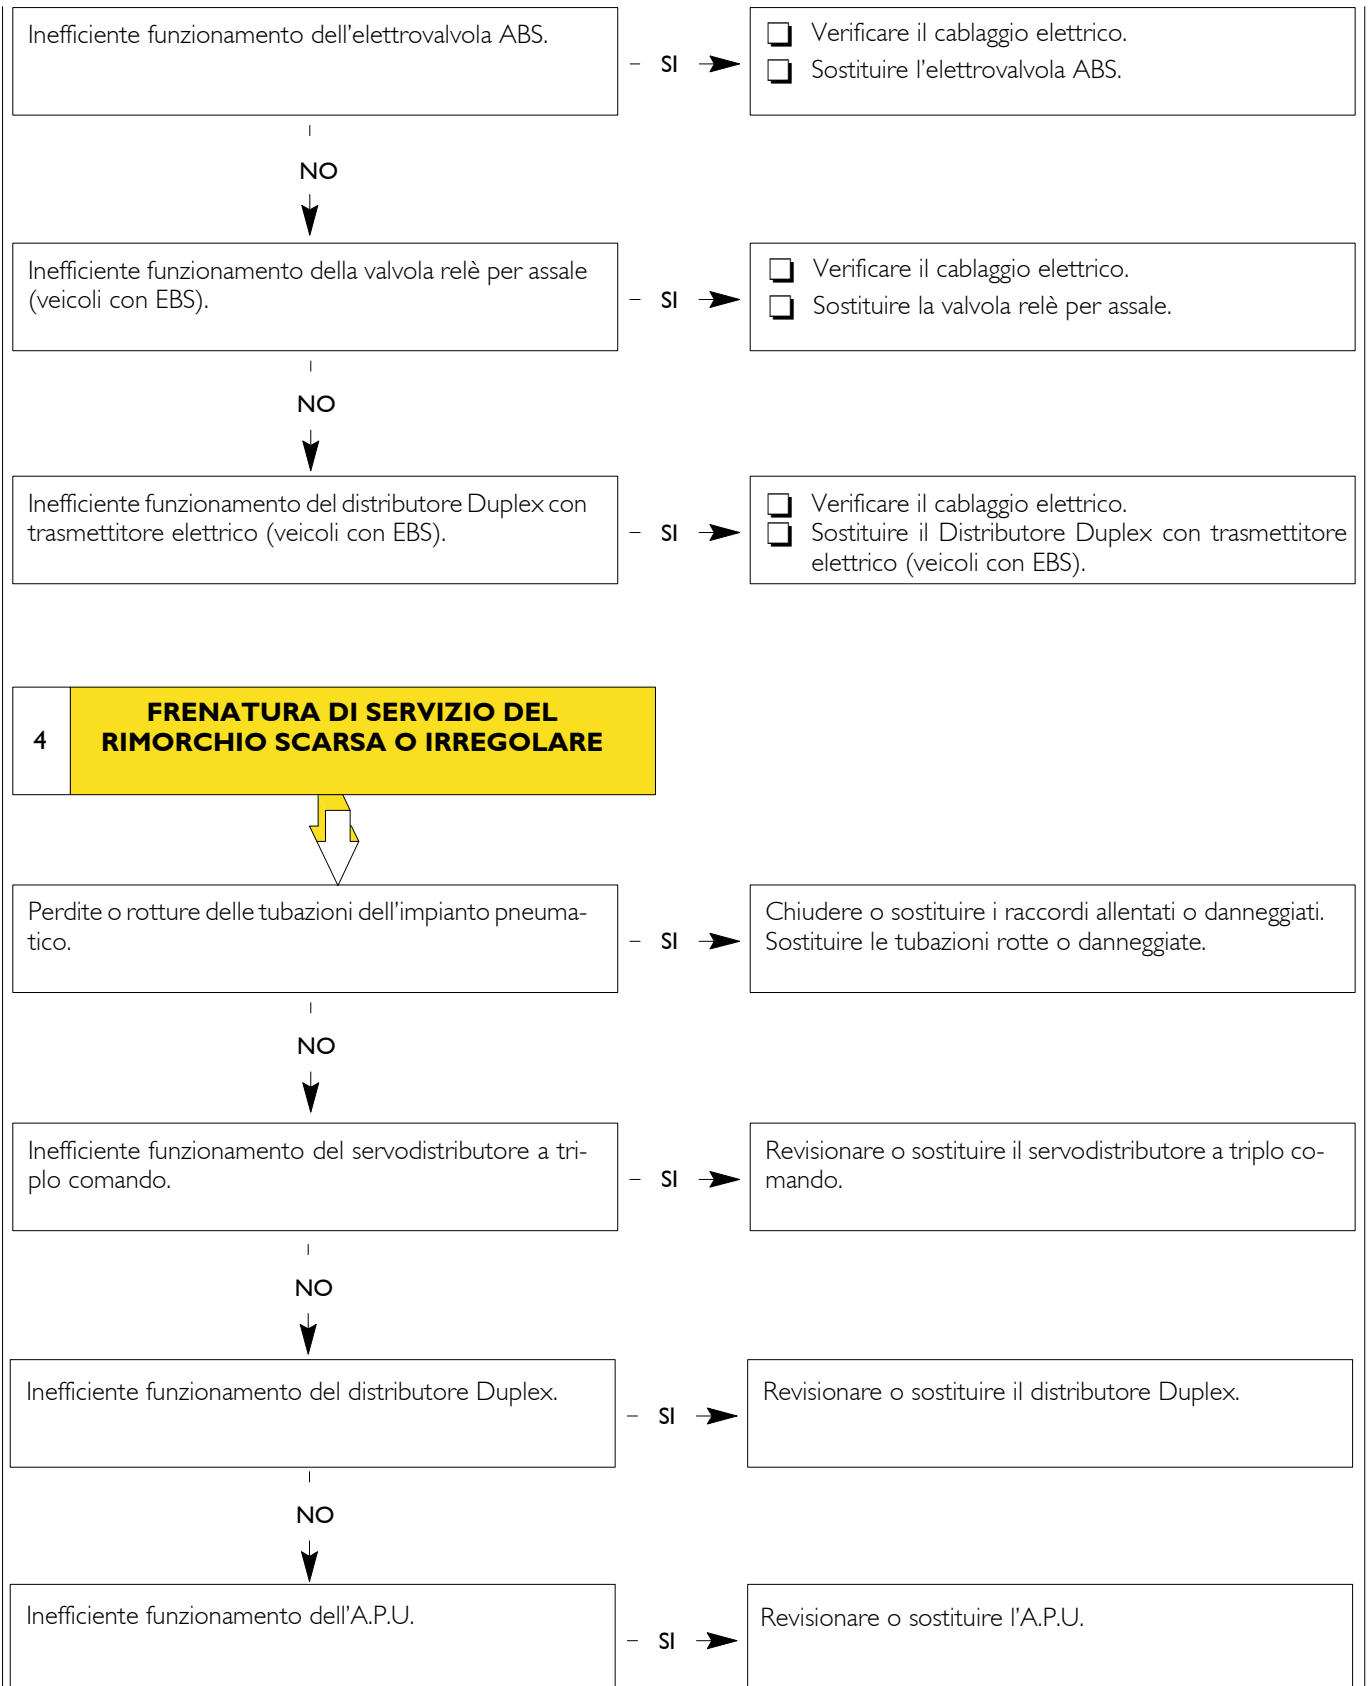 Inefficiente funzionamento dell'elettrovalvola ABS.
SI
Verificare il cablaggio elettrico.
Sostituire l'elettrovalvola ABS.
NO
Inefficiente funzionamento della valvola relè per assale
(veicoli con EBS).
SI
Verificare il cablaggio elettrico.
Sostituire la valvola relè per assale.
NO
Inefficiente funzionamento del distributore Duplex con
trasmettitore elettrico (veicoli con EBS).
SI
Verificare il cablaggio elettrico.
Sostituire il Distributore Duplex con trasmettitore
elettrico (veicoli con EBS).
4
FRENATURA DI SERVIZIO DEL
RIMORCHIO SCARSA O IRREGOLARE
Perdite o rotture delle tubazioni dell'impianto pneuma-
tico.
SI
Chiudere o sostituire i raccordi allentati o danneggiati.
Sostituire le tubazioni rotte o danneggiate.
NO
Inefficiente funzionamento del servodistributore a tri-
plo comando.
SI
Revisionare o sostituire il servodistributore a triplo co-
mando.
NO
Inefficiente funzionamento del distributore Duplex.
SI
Revisionare o sostituire il distributore Duplex.
NO
Inefficiente funzionamento dell'A.P.U.
SI
Revisionare o sostituire l'A.P.U.